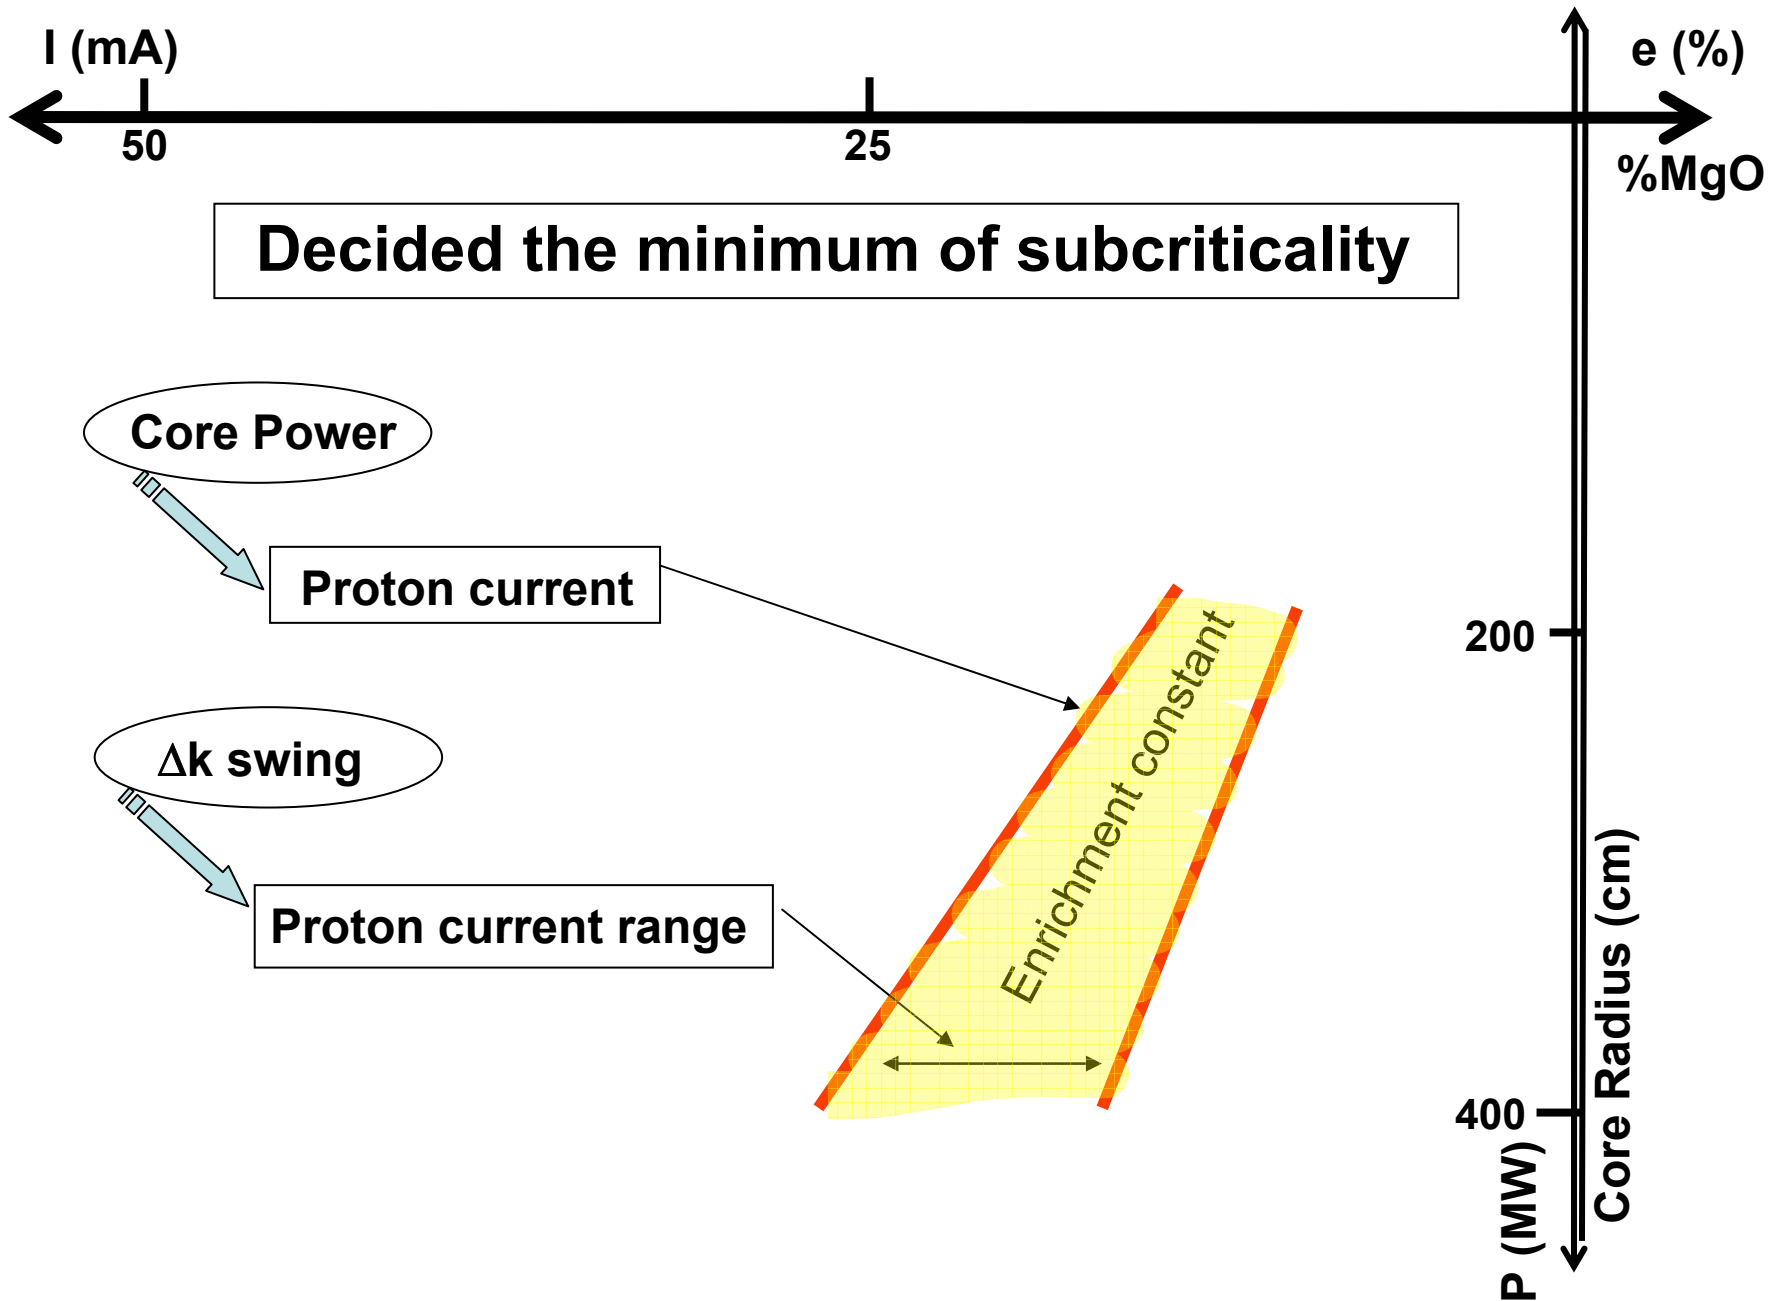 I (mA)
e (%)
50
25
%MgO
Decided the minimum of subcriticality
Core Power
Proton current
Enrichment constant
200
Δk swing
Proton current range
Core Radius (cm)
400
P (MW)